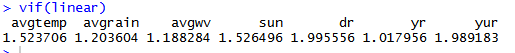 > vif(linear)
avgtemp avgrain avgwv sun dr yr yur
1.523706 1.203604 1.188284 1.526496 1.995556 1.017956 1.989183
>